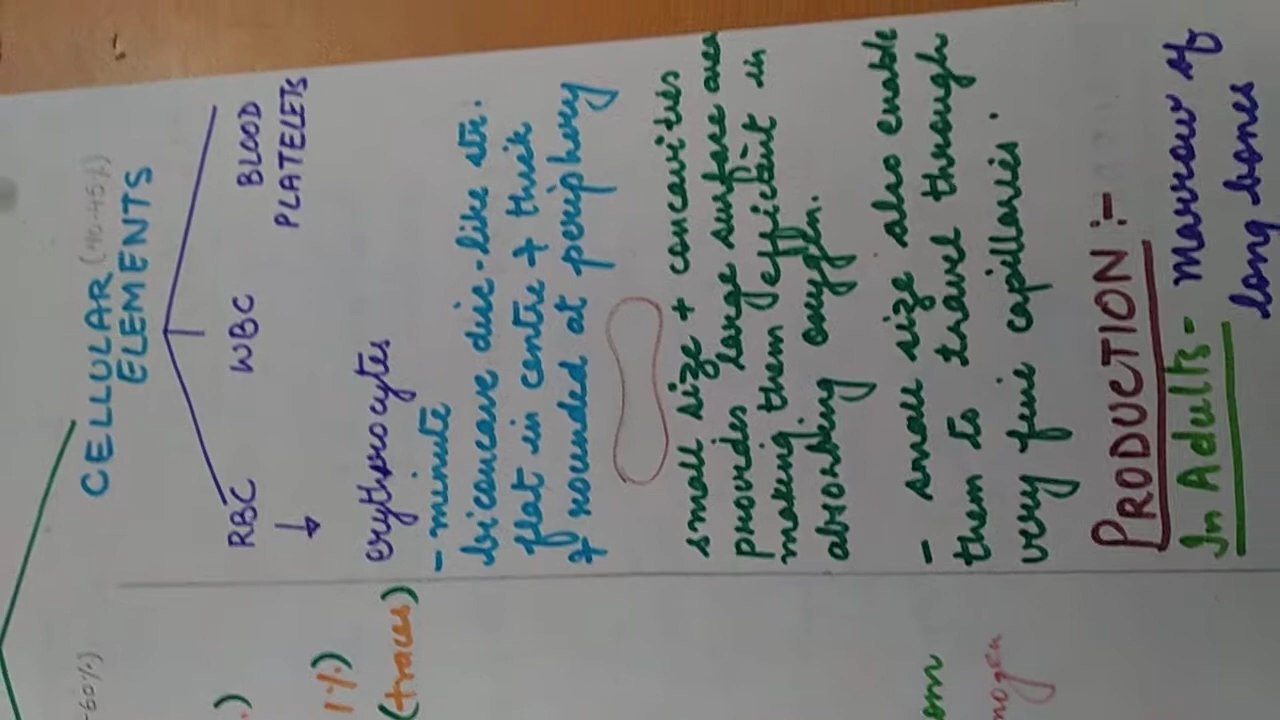 CELLULAR (40-45%)
ELEMENTS
RBC WBC BLOOD
PLATELETS
↓
erythrocytes
- minute
biconcave disc-like str.
flat in centre + thick
+ rounded at periphery
small size + concavities
provides large surface area
making them efficient in
absorbing oxygen.
- small size also enable
them to travel through
very fine capillaries.
PRODUCTION :-
In Adults - Marrow of
long bones
-60%)
.)
1%)
(traces)